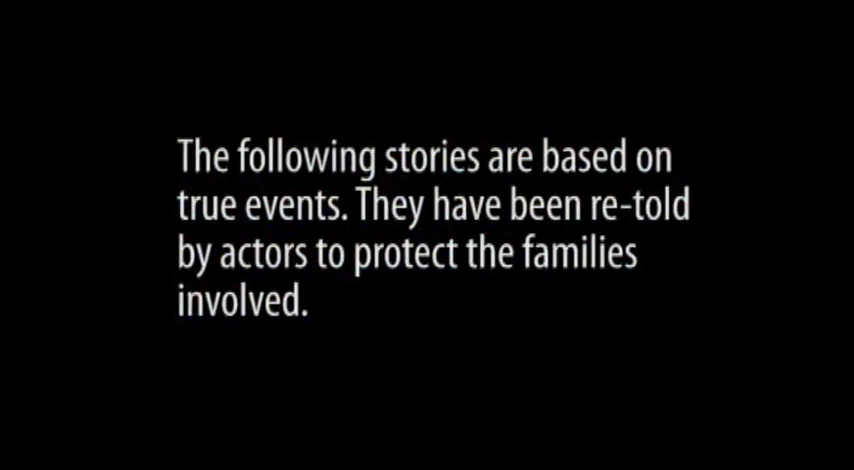 The following stories are based on
true events. They have been re-told
by actors to protect the families
involved.